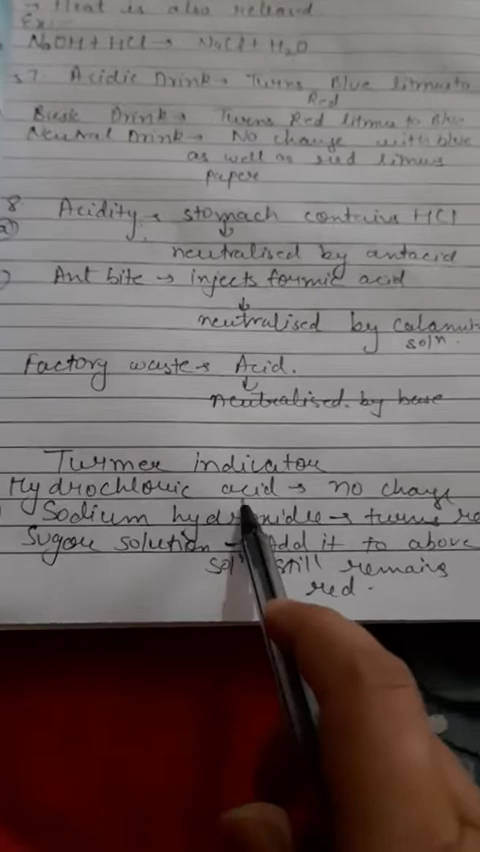 → Heat is also released
Ex:-
NaOH + HCl → NaCl + H2O
7. Acidic Drink → Turns Blue litmus to
Red
Basic Drink → Turns Red litmus to Blue
Neutral Drink → No change with blue
as well as red litmus
paper
8 Acidity → stomach contains HCl
a)
neutralised by antacid
Ant bite → injects formic acid
neutralised by Calamine
soln.
Factory waste → Acid.
neutralised by base
Turmer indicator
Hydrochloric acid → no change
Sodium → turns re
Sugar solution → Add it to above
still remains
red.